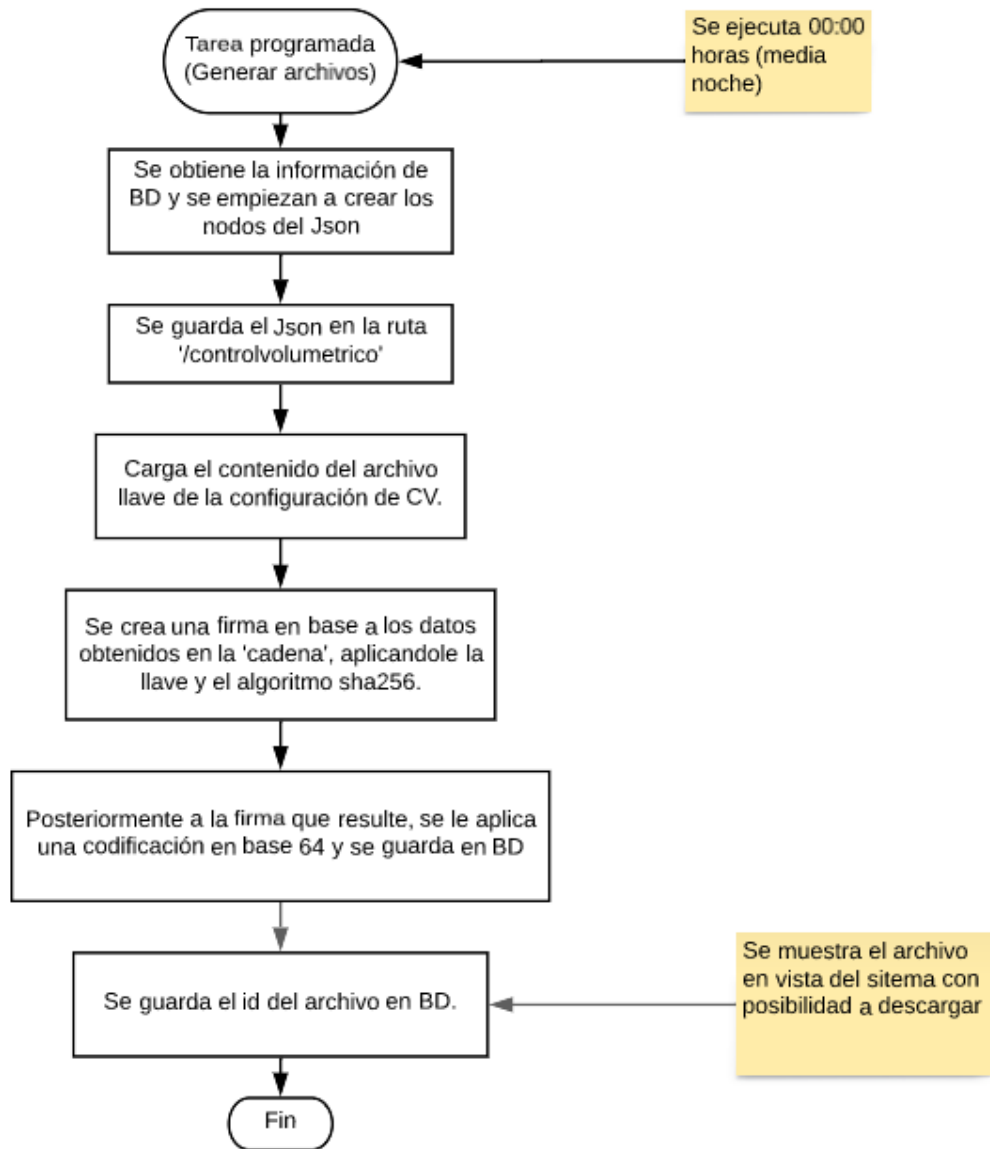 Tarea programada
(Generar archivos)
Se ejecuta 00:00
horas (media
noche)
Se obtiene la información de
BD y se empiezan a crear los
nodos del Json
Se guarda el Json en la ruta
'/controlvolumetrico'
Carga el contenido del archivo
llave de la configuración de CV.
Se crea una firma en base a los datos
obtenidos en la 'cadena', aplicandole la
llave y el algoritmo sha256.
Posteriormente a la firma que resulte, se le aplica
una codificación en base 64 y se guarda en BD
Se guarda el id del archivo en BD.
Se muestra el archivo
en vista del sitema con
posibilidad a descargar
Fin